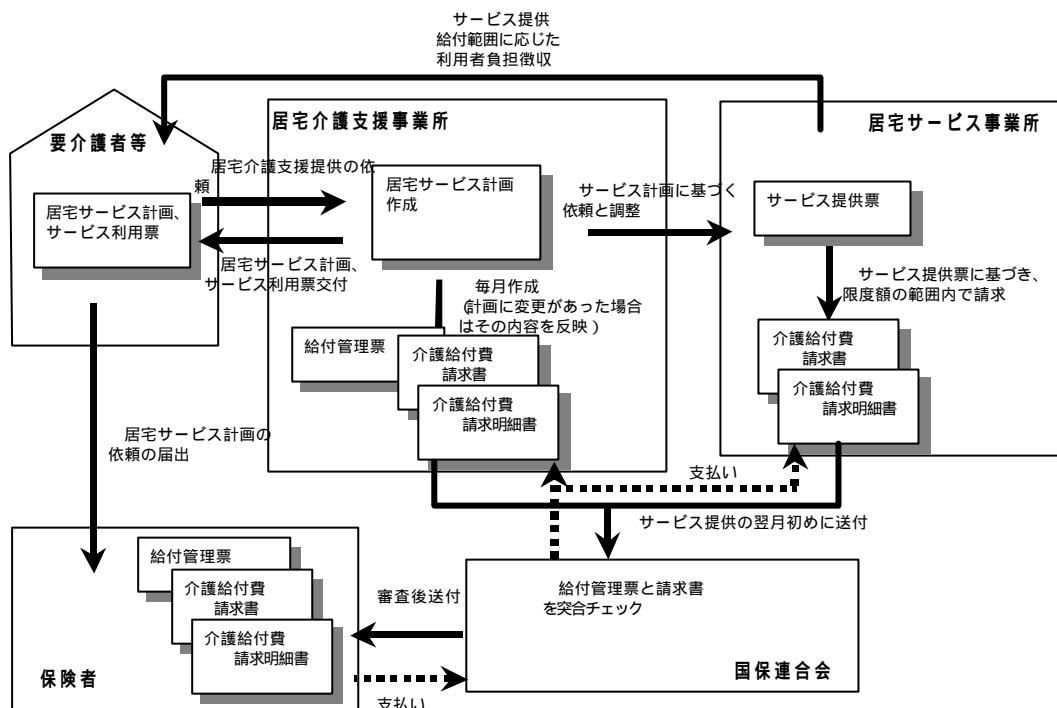 サービス提供
給付範囲に応じた
利用者負担徴収
要介護者等
居宅サービス計画、
サービス利用票
居宅介護支援提供の依
頼
居宅サービス計画、
サービス利用票交付
居宅介護支援事業所
居宅サービス計画
作成
毎月作成
(計画に変更があった場合
はその内容を反映)
給付管理票
介護給付費
請求書
介護給付費
請求明細書
サービス計画に基づく
依頼と調整
居宅サービス事業所
サービス提供票
サービス提供票に基づき、
限度額の範囲内で請求
介護給付費
請求書
介護給付費
請求明細書
居宅サービス計画の
依頼の届出
支払い
サービス提供の翌月初めに送付
給付管理票
介護給付費
請求書
介護給付費
請求明細書
保険者
審査後送付
支払い
給付管理票と請求書
を突合チェック
国保連合会